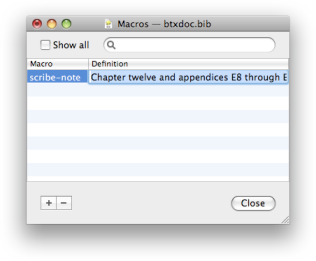 Macros — btxdoc.bib
Show all
Macro Definition
scribe-note Chapter twelve and appendices E8 through E
+ −
Close